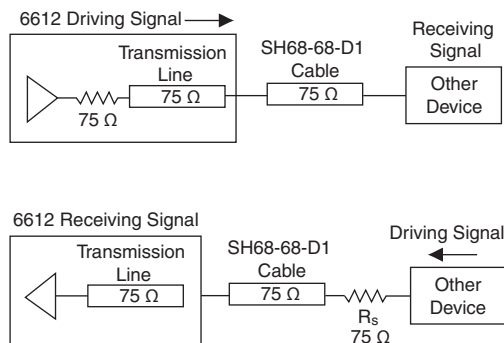 6612 Driving Signal
Transmission
Line
75 Ω
75 Ω
SH68-68-D1
Cable
75 Ω
Receiving
Signal
Other
Device
6612 Receiving Signal
Transmission
Line
75 Ω
SH68-68-D1
Cable
75 Ω
Rs
75 Ω
Driving Signal
Other
Device